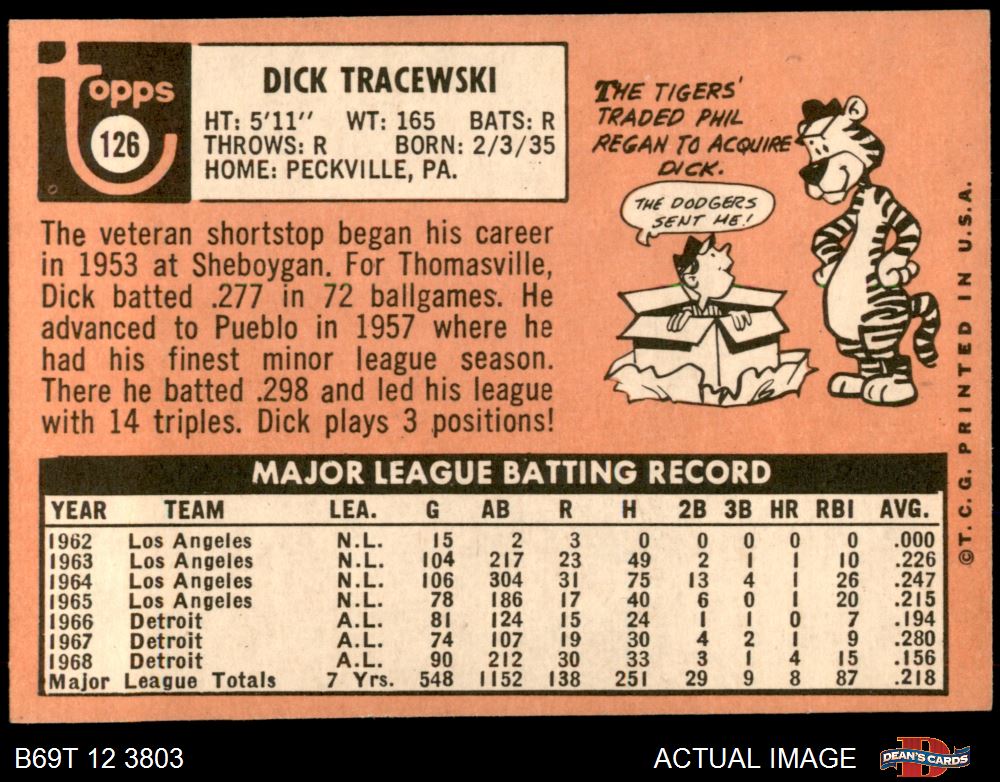 Topps
126
DICK TRACEWSKI
HT: 5'11" WT: 165 BATS: R
THROWS: R BORN: 2/3/35
HOME: PECKVILLE, PA.
The veteran shortstop began his career
in 1953 at Sheboygan. For Thomasville,
Dick batted .277 in 72 ballgames. He
advanced to Pueblo in 1957 where he
had his finest minor league season.
There he batted .298 and led his league
with 14 triples. Dick plays 3 positions!
THE TIGERS'
TRADED PHIL
REGAN TO ACQUIRE
DICK.
THE DODGERS
SENT ME!
©T.C.G. PRINTED IN U.S.A.
MAJOR LEAGUE BATTING RECORD
YEAR TEAM LEA. G AB R H 2B 3B HR RBI AVG.
1962 Los Angeles N.L. 15 2 3 0 0 0 0 0 .000
1963 Los Angeles N.L. 104 217 23 49 2 1 1 10 .226
1964 Los Angeles N.L. 106 304 31 75 13 4 1 26 .247
1965 Los Angeles N.L. 78 186 17 40 6 0 1 20 .215
1966 Detroit A.L. 81 124 15 24 1 1 0 7 .194
1967 Detroit A.L. 74 107 19 30 4 2 1 9 .280
1968 Detroit A.L. 90 212 30 33 3 1 4 15 .156
Major League Totals 7 Yrs. 548 1152 138 251 29 9 8 87 .218
B69T 12 3803
ACTUAL IMAGE
D
DEAN'S CARDS